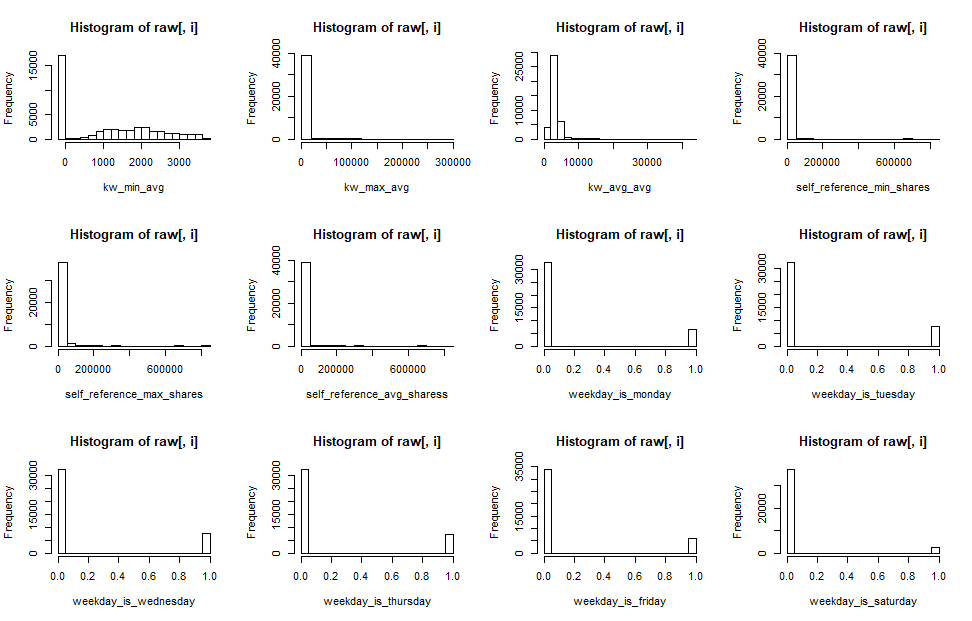 Histogram of raw[, i]
Frequency
0 5000 15000
0 1000 2000 3000
kw_min_avg
Histogram of raw[, i]
Frequency
0 20000 40000
0 100000 200000 300000
kw_max_avg
Histogram of raw[, i]
Frequency
0 10000 25000
0 10000 30000
kw_avg_avg
Histogram of raw[, i]
Frequency
0 20000 40000
0 200000 600000
self_reference_min_shares
Histogram of raw[, i]
Frequency
0 20000
0 200000 600000
self_reference_max_shares
Histogram of raw[, i]
Frequency
0 20000 40000
0 200000 600000
self_reference_avg_sharess
Histogram of raw[, i]
Frequency
0 15000 30000
0.0 0.2 0.4 0.6 0.8 1.0
weekday_is_monday
Histogram of raw[, i]
Frequency
0 15000 30000
0.0 0.2 0.4 0.6 0.8 1.0
weekday_is_tuesday
Histogram of raw[, i]
Frequency
0 15000 30000
0.0 0.2 0.4 0.6 0.8 1.0
weekday_is_wednesday
Histogram of raw[, i]
Frequency
0 15000 30000
0.0 0.2 0.4 0.6 0.8 1.0
weekday_is_thursday
Histogram of raw[, i]
Frequency
0 15000 35000
0.0 0.2 0.4 0.6 0.8 1.0
weekday_is_friday
Histogram of raw[, i]
Frequency
0 20000
0.0 0.2 0.4 0.6 0.8 1.0
weekday_is_saturday